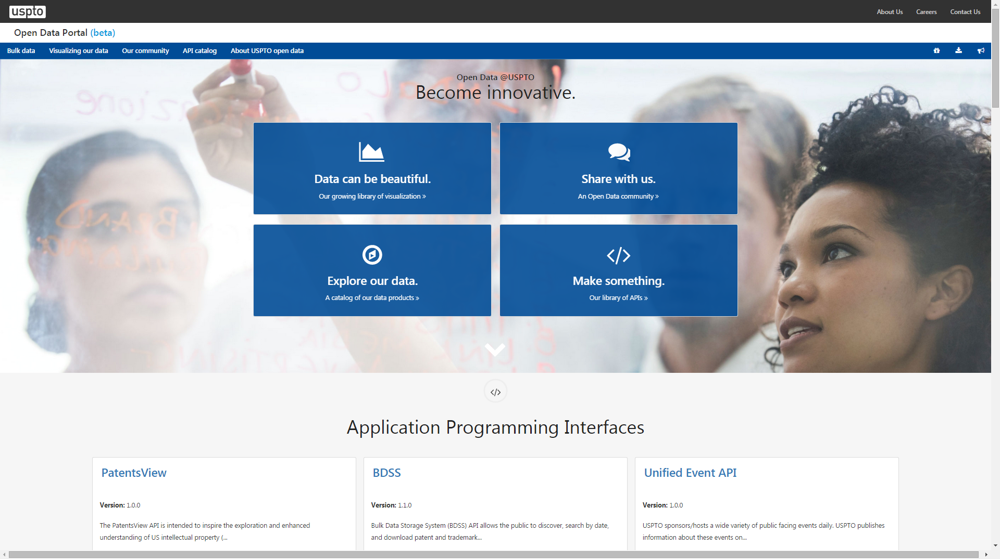 uspto
About Us Careers Contact Us
Open Data Portal (beta)
Bulk data Visualizing our data Our community API catalog About USPTO open data
Open Data @USPTO
Become innovative.
Data can be beautiful.
Our growing library of visualization »
Share with us.
An Open Data community »
Explore our data.
A catalog of our data products »
Make something.
Our library of APIs »
BRAND
BUILDING
</>
Application Programming Interfaces
PatentsView
Version: 1.0.0
The PatentsView API is intended to inspire the exploration and enhanced
understanding of US intellectual property (...
BDSS
Version: 1.1.0
Bulk Data Storage System (BDSS) API allows the public to discover, search by date,
and download patent and trademark...
Unified Event API
Version: 1.0.0
USPTO sponsors/hosts a wide variety of public facing events daily. USPTO publishes
information about these events on...